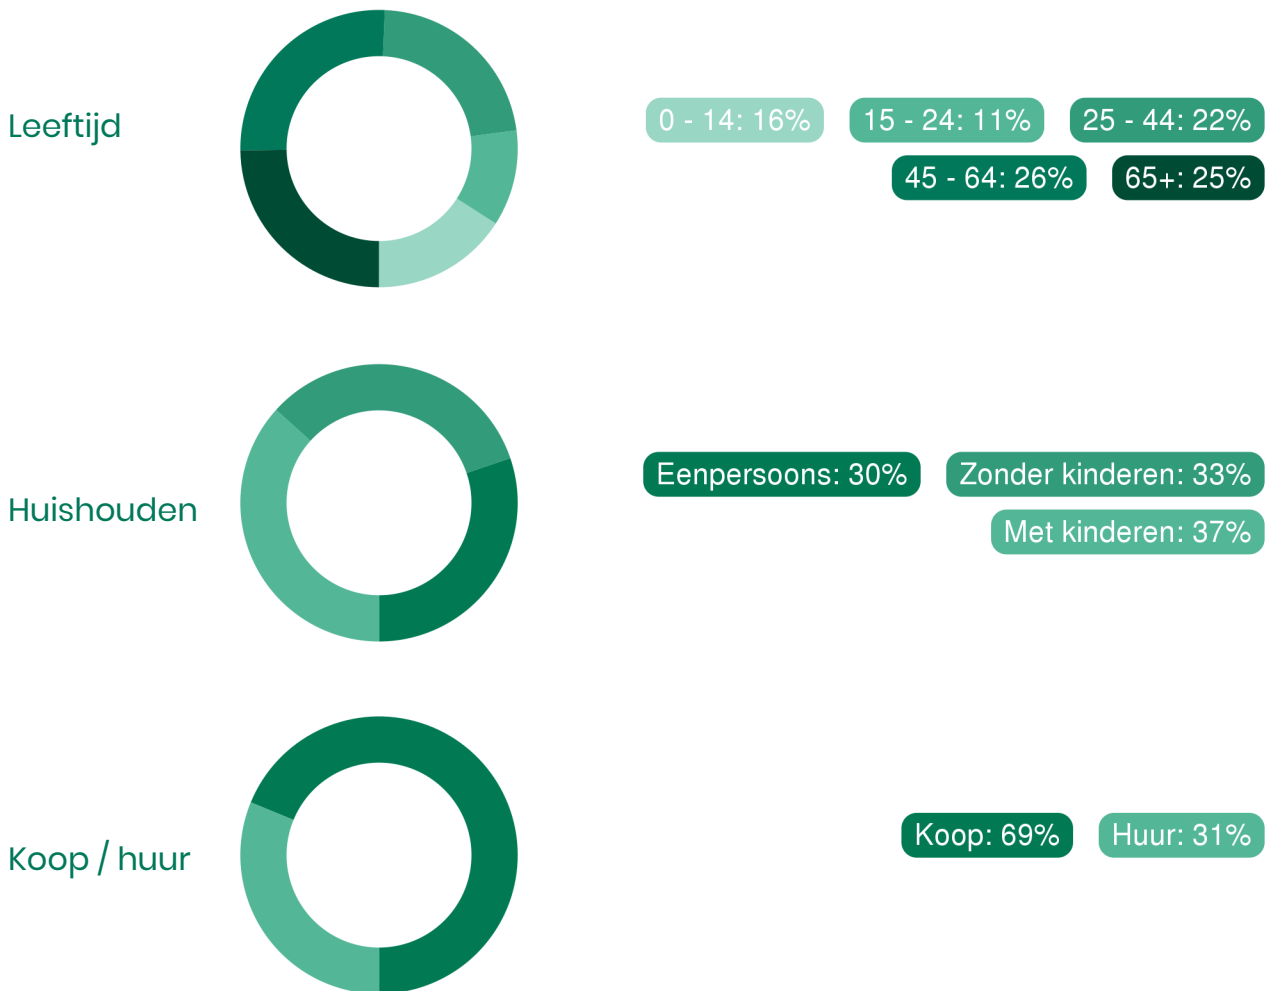 Leeftijd
0 - 14: 16% 15 - 24: 11% 25 - 44: 22%
45 - 64: 26% 65+: 25%
Huishouden
Eenpersoons: 30% Zonder kinderen: 33%
Met kinderen: 37%
Koop / huur
Koop: 69% Huur: 31%